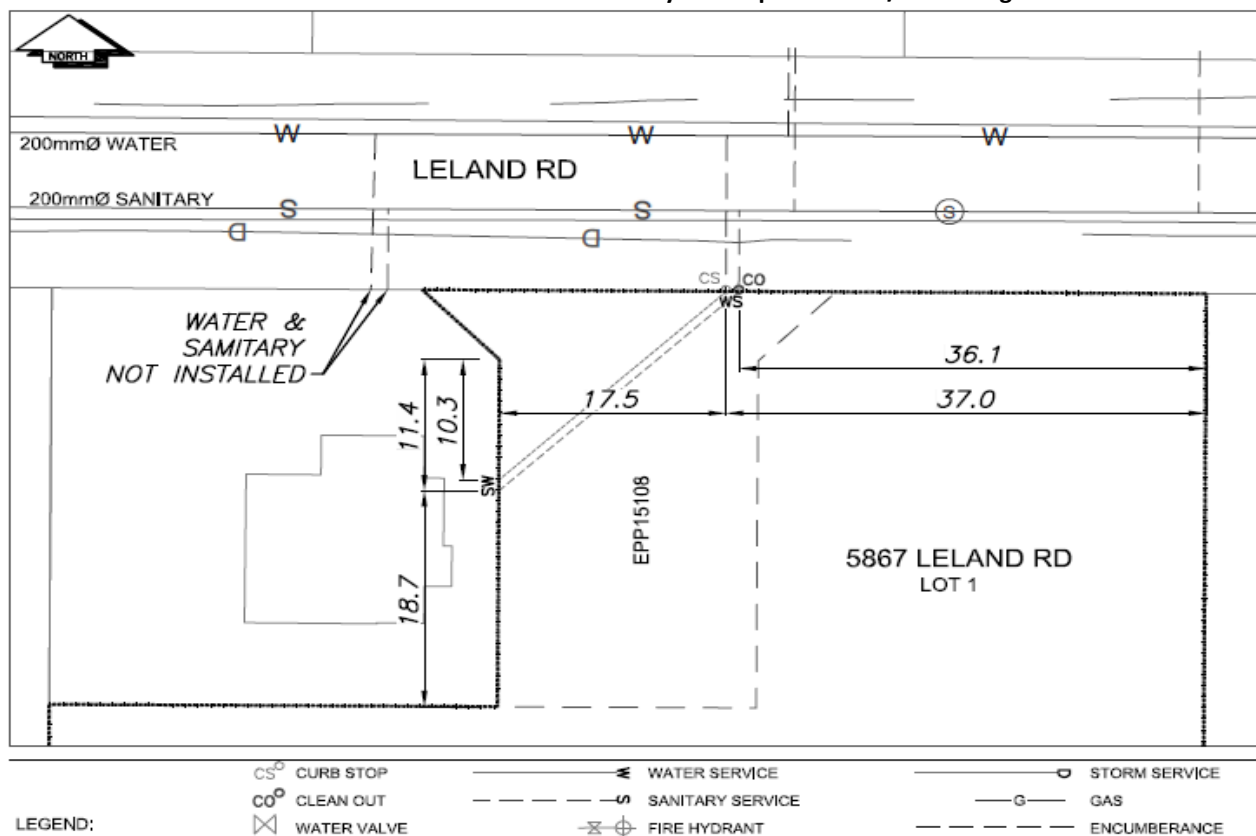 NORTH
W W W
200mmØ WATER
LELAND RD
200mmØ SANITARY
S S S
D D
CS CO
WS
WATER &
SAMITARY
NOT INSTALLED
36.1
17.5 37.0
11.4
10.3
SW
EPP15108
5867 LELAND RD
LOT 1
18.7
CS CURB STOP
W WATER SERVICE
D STORM SERVICE
CO CLEAN OUT
S SANITARY SERVICE
G GAS
LEGEND:
WATER VALVE
FIRE HYDRANT
ENCUMBERANCE